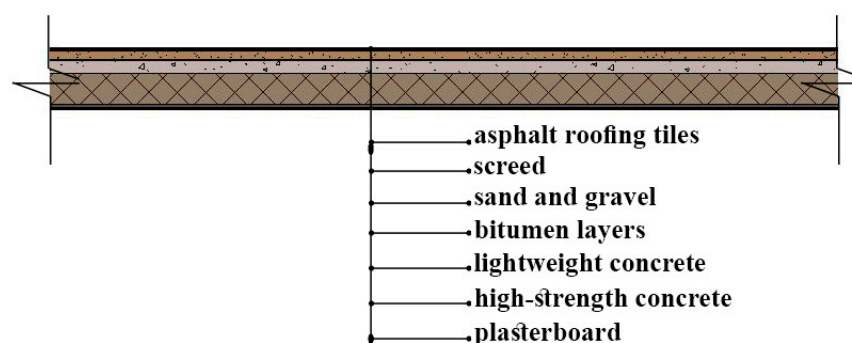 asphalt roofing tiles
screed
sand and gravel
bitumen layers
lightweight concrete
high-strength concrete
plasterboard